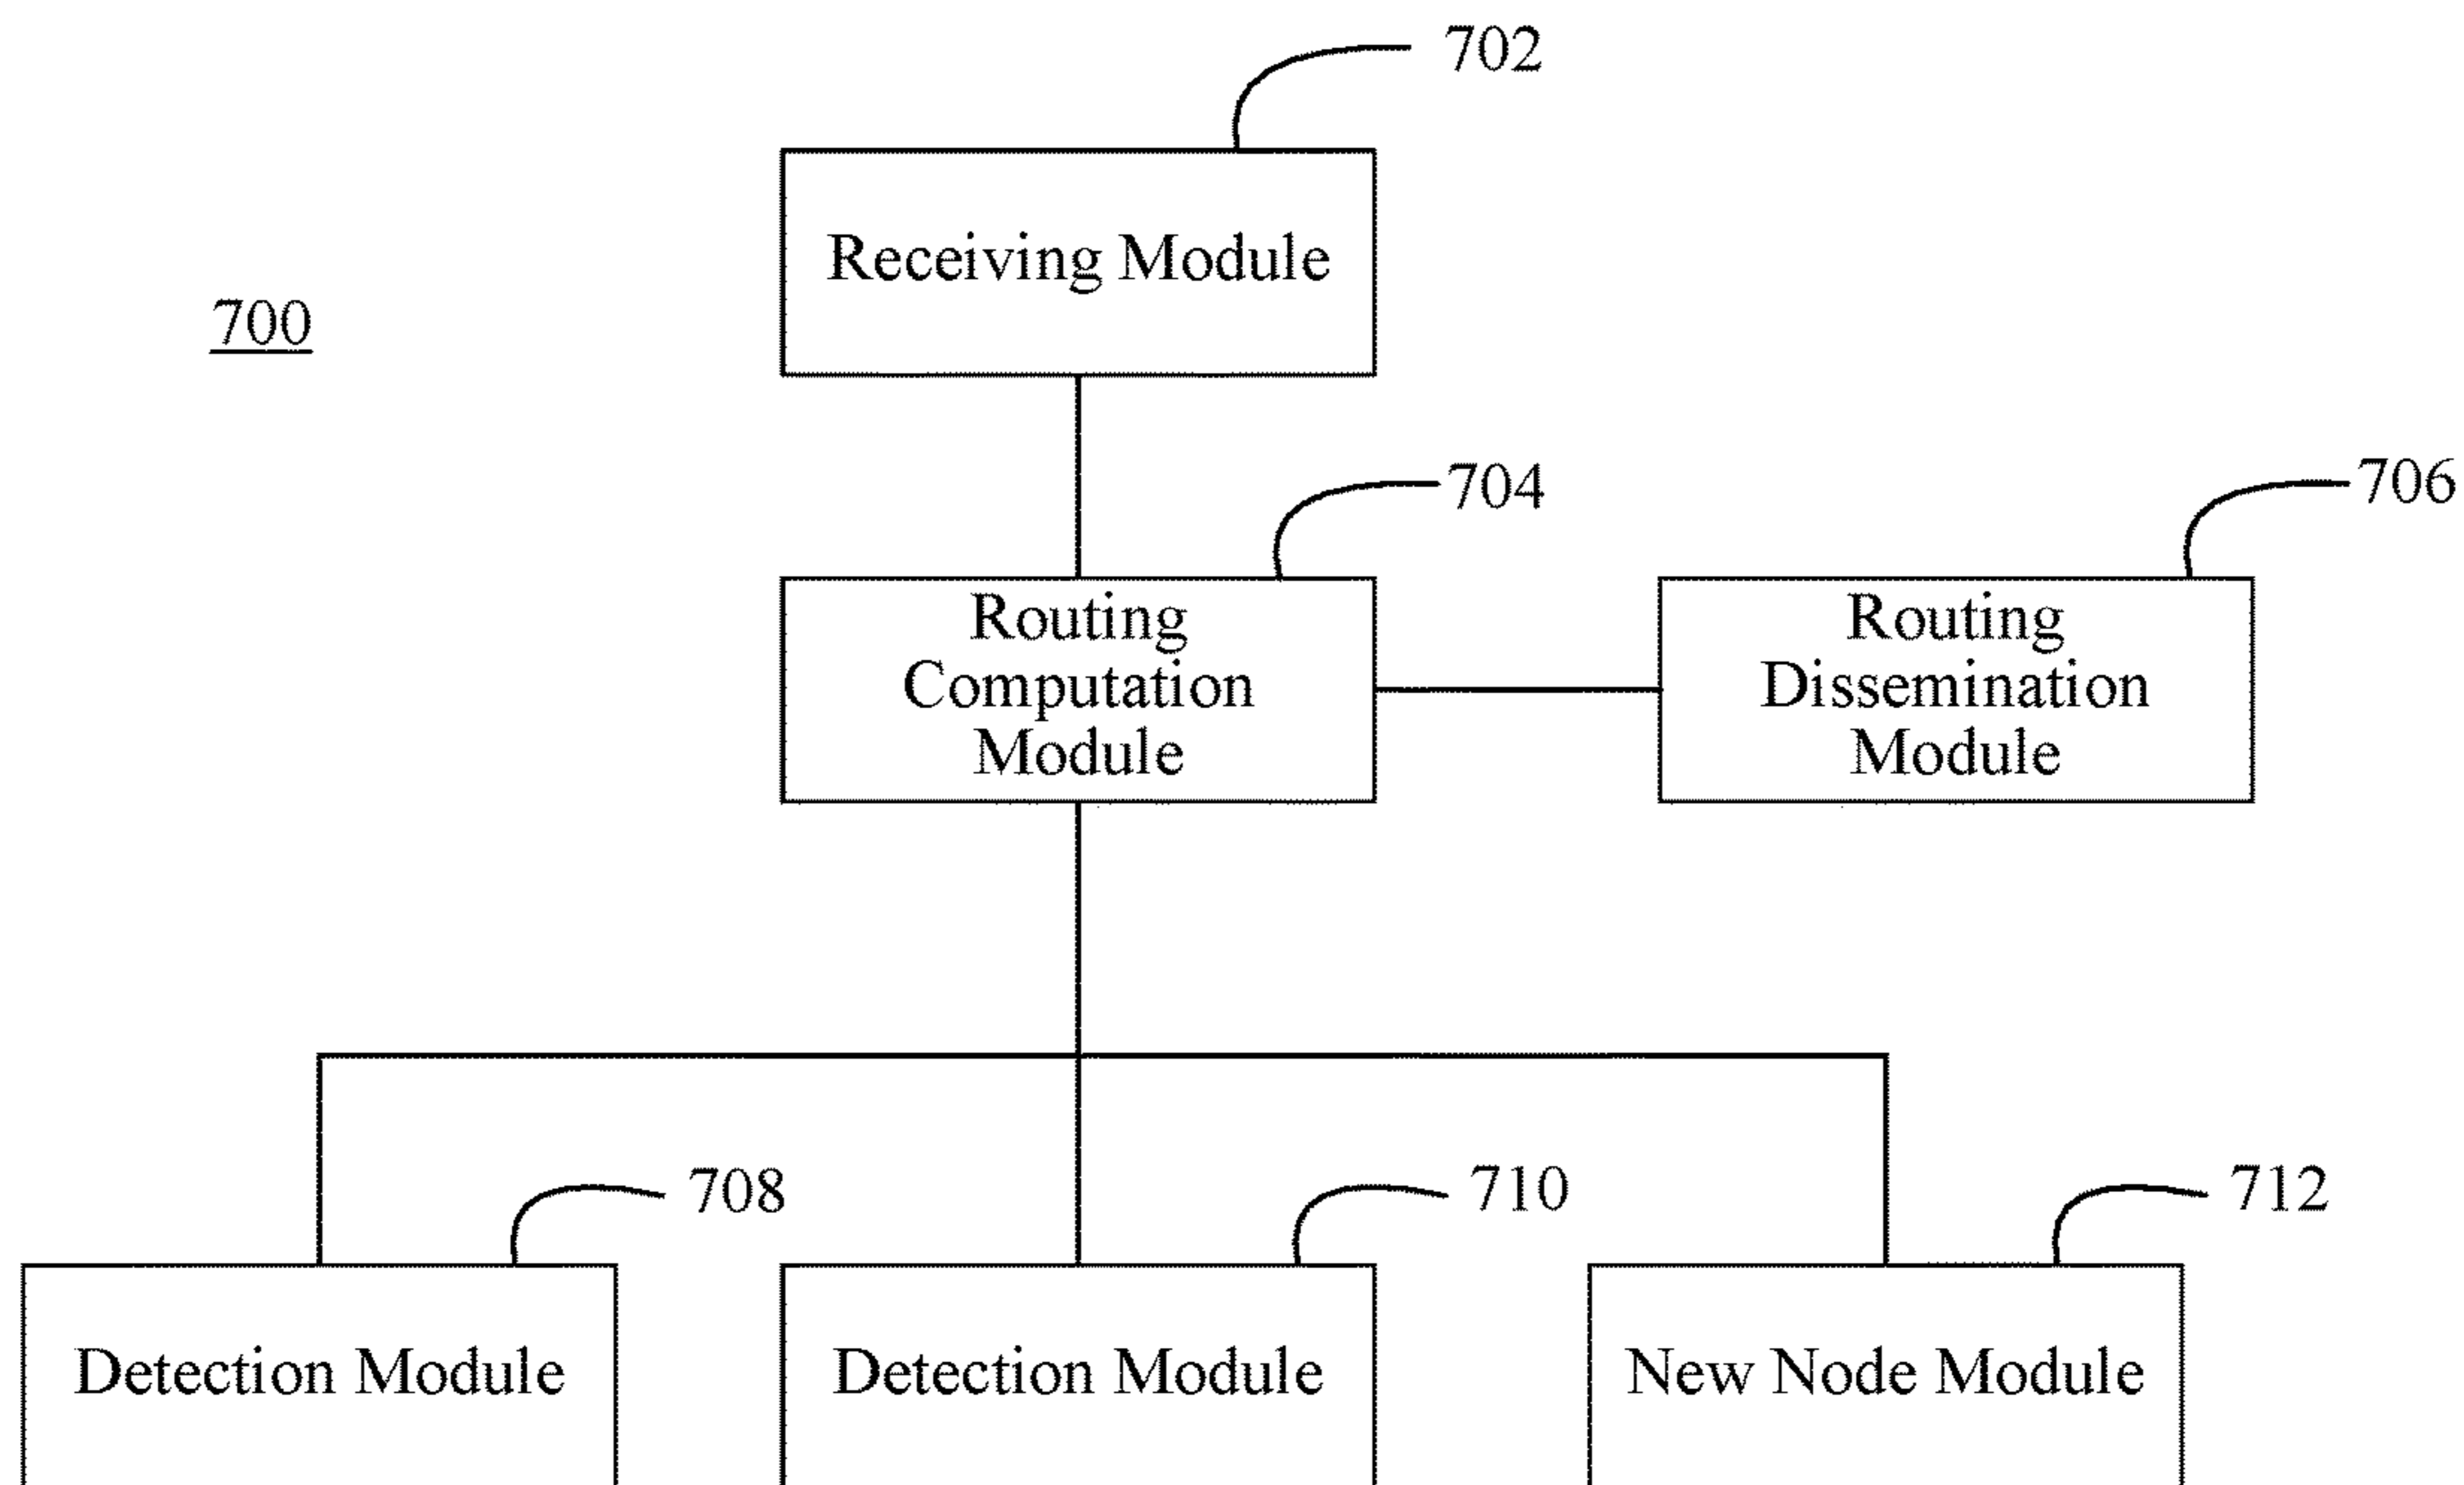 702
Receiving Module
700
704
706
Routing
Computation
Module
Routing
Dissemination
Module
708
710
712
Detection Module
Detection Module
New Node Module